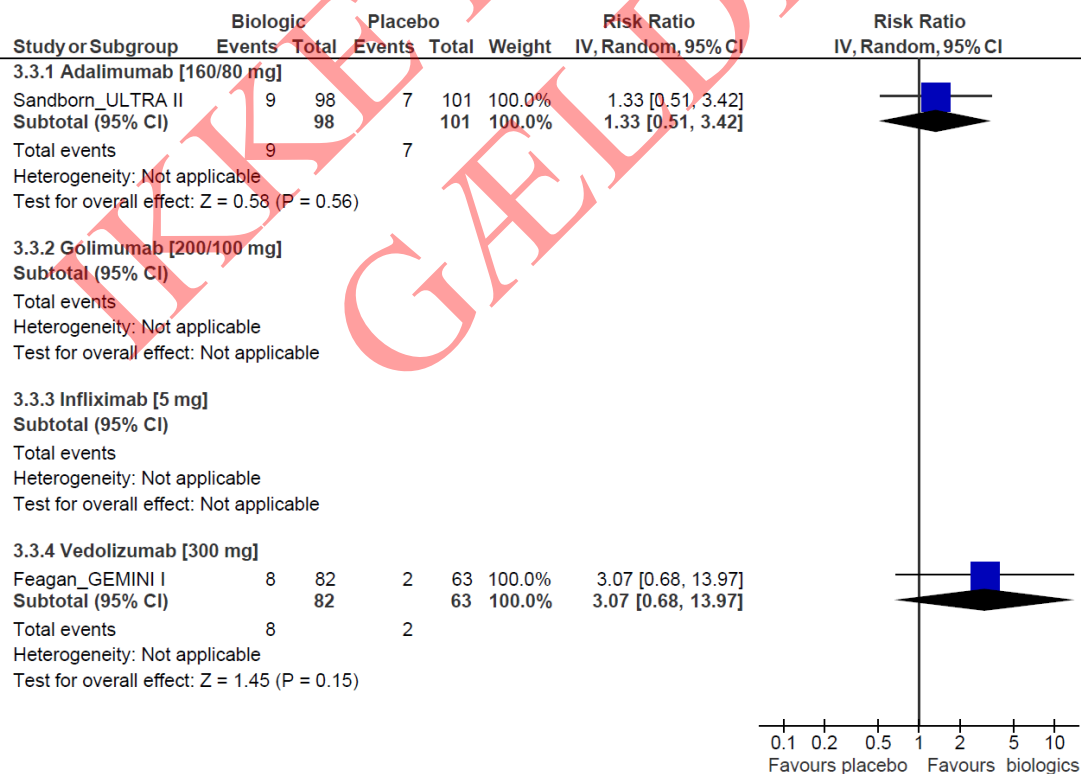 Biologic Placebo Risk Ratio Risk Ratio
Study or Subgroup Events Total Events Total Weight IV, Random, 95% CI IV, Random, 95% CI
3.3.1 Adalimumab [160/80 mg]
Sandborn_ULTRA II 9 98 7 101 100.0% 1.33 [0.51, 3.42]
Subtotal (95% CI) 98 101 100.0% 1.33 [0.51, 3.42]
Total events 9 7
Heterogeneity: Not applicable
Test for overall effect: Z = 0.58 (P = 0.56)
3.3.2 Golimumab [200/100 mg]
Subtotal (95% CI)
Total events
Heterogeneity: Not applicable
Test for overall effect: Not applicable
3.3.3 Infliximab [5 mg]
Subtotal (95% CI)
Total events
Heterogeneity: Not applicable
Test for overall effect: Not applicable
3.3.4 Vedolizumab [300 mg]
Feagan_GEMINI I 8 82 2 63 100.0% 3.07 [0.68, 13.97]
Subtotal (95% CI) 82 63 100.0% 3.07 [0.68, 13.97]
Total events 8 2
Heterogeneity: Not applicable
Test for overall effect: Z = 1.45 (P = 0.15)
0.1 0.2 0.5 1 2 5 10
Favours placebo Favours biologics
IKKE